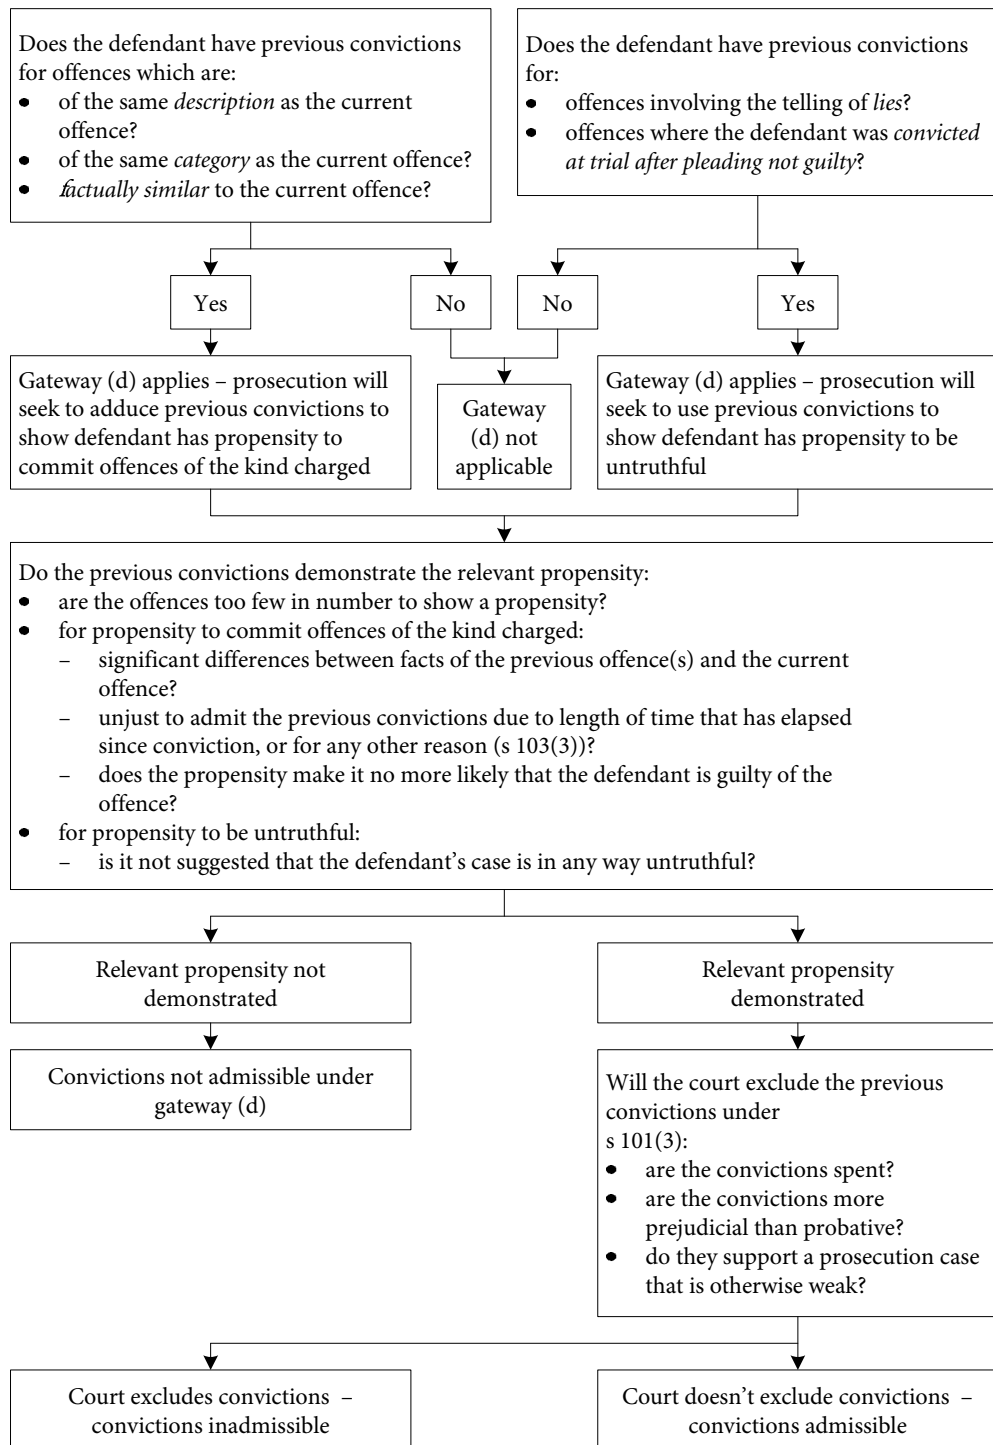 Does the defendant have previous convictions
for offences which are:
• of the same description as the current
offence?
• of the same category as the current offence?
• factually similar to the current offence?
Does the defendant have previous convictions
for:
• offences involving the telling of lies?
• offences where the defendant was convicted
at trial after pleading not guilty?
Yes
No
No
Yes
Gateway (d) applies – prosecution will
seek to adduce previous convictions to
show defendant has propensity to
commit offences of the kind charged
Gateway
(d) not
applicable
Gateway (d) applies – prosecution will
seek to use previous convictions to
show defendant has propensity to be
untruthful
Do the previous convictions demonstrate the relevant propensity:
• are the offences too few in number to show a propensity?
• for propensity to commit offences of the kind charged:
– significant differences between facts of the previous offence(s) and the current
offence?
– unjust to admit the previous convictions due to length of time that has elapsed
since conviction, or for any other reason (s 103(3))?
– does the propensity make it no more likely that the defendant is guilty of the
offence?
• for propensity to be untruthful:
– is it not suggested that the defendant's case is in any way untruthful?
Relevant propensity not
demonstrated
Relevant propensity
demonstrated
Convictions not admissible under
gateway (d)
Will the court exclude the previous
convictions under
s 101(3):
• are the convictions spent?
• are the convictions more
prejudicial than probative?
• do they support a prosecution case
that is otherwise weak?
Court excludes convictions –
convictions inadmissible
Court doesn't exclude convictions –
convictions admissible